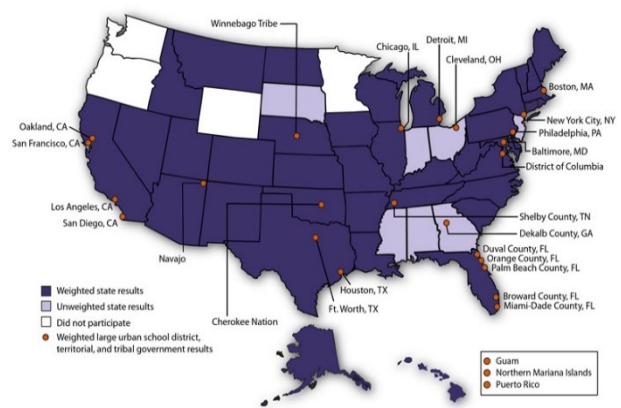 Winnebago Tribe
Chicago, IL
Detroit, MI
Cleveland, OH
Boston, MA
Oakland, CA
San Francisco, CA
New York City, NY
Philadelphia, PA
Baltimore, MD
District of Columbia
Los Angeles, CA
San Diego, CA
Shelby County, TN
Dekalb County, GA
Navajo
Duval County, FL
Orange County, FL
Palm Beach County, FL
Houston, TX
Ft. Worth, TX
Broward County, FL
Miami-Dade County, FL
Cherokee Nation
Weighted state results
Unweighted state results
Did not participate
Weighted large urban school district,
territorial, and tribal government results
Guam
Northern Mariana Islands
Puerto Rico